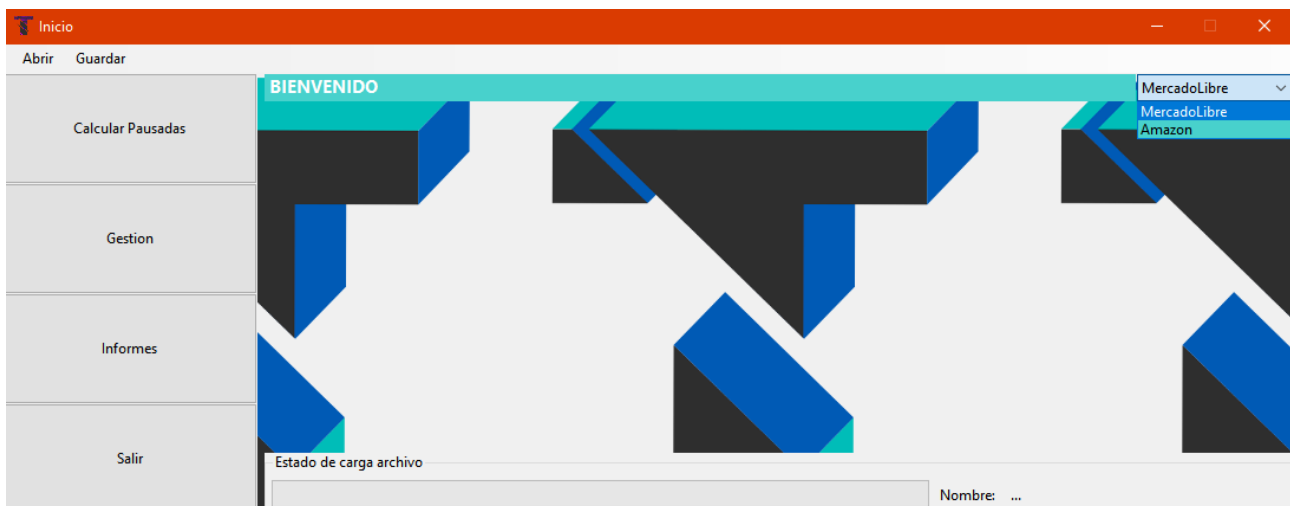 Inicio
Abrir Guardar
BIENVENIDO
MercadoLibre
MercadoLibre
Amazon
Calcular Pausadas
Gestion
Informes
Salir
Estado de carga archivo
Nombre: ...